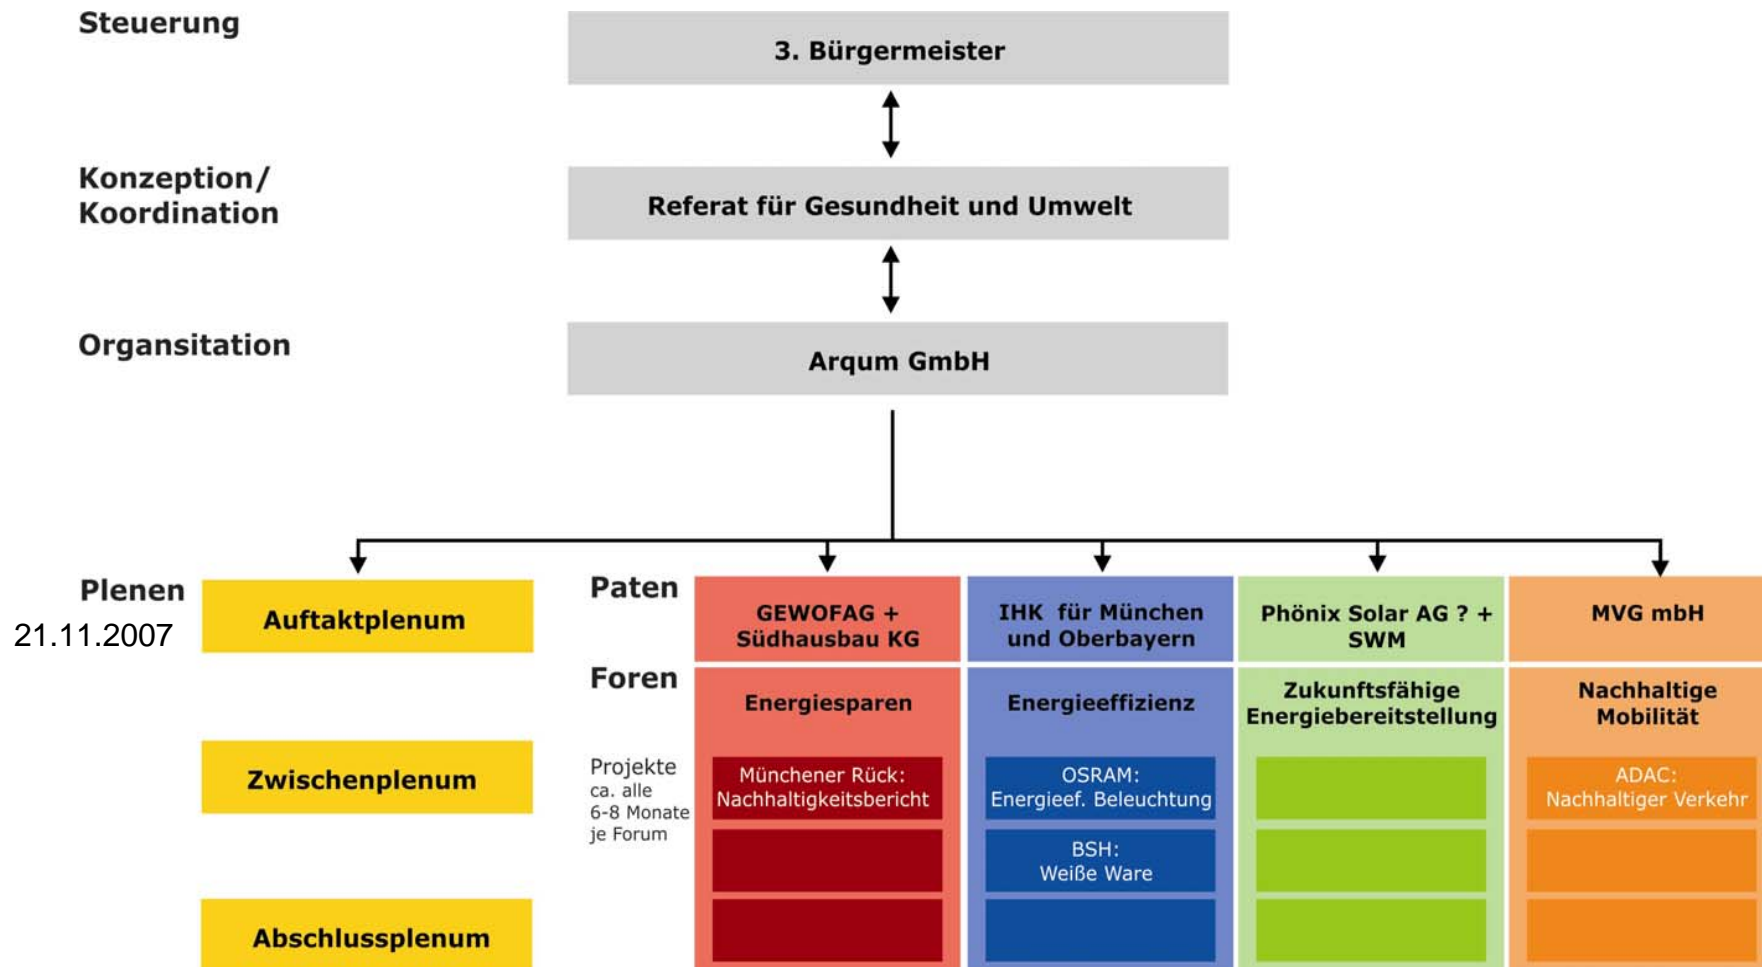 Steuerung
3. Bürgermeister
Konzeption/
Koordination
Referat für Gesundheit und Umwelt
Organsitation
Arqum GmbH
Plenen
21.11.2007
Auftaktplenum
Zwischenplenum
Abschlussplenum
Paten
GEWOFAG +
Südhausbau KG
IHK für München
und Oberbayern
Phönix Solar AG ? +
SWM
MVG mbH
Foren
Energiesparen
Energieeffizienz
Zukunftsfähige
Energiebereitstellung
Nachhaltige
Mobilität
Projekte
ca. alle
6-8 Monate
je Forum
Münchener Rück:
Nachhaltigkeitsbericht
OSRAM:
Energieef. Beleuchtung
ADAC:
Nachhaltiger Verkehr
BSH:
Weiße Ware